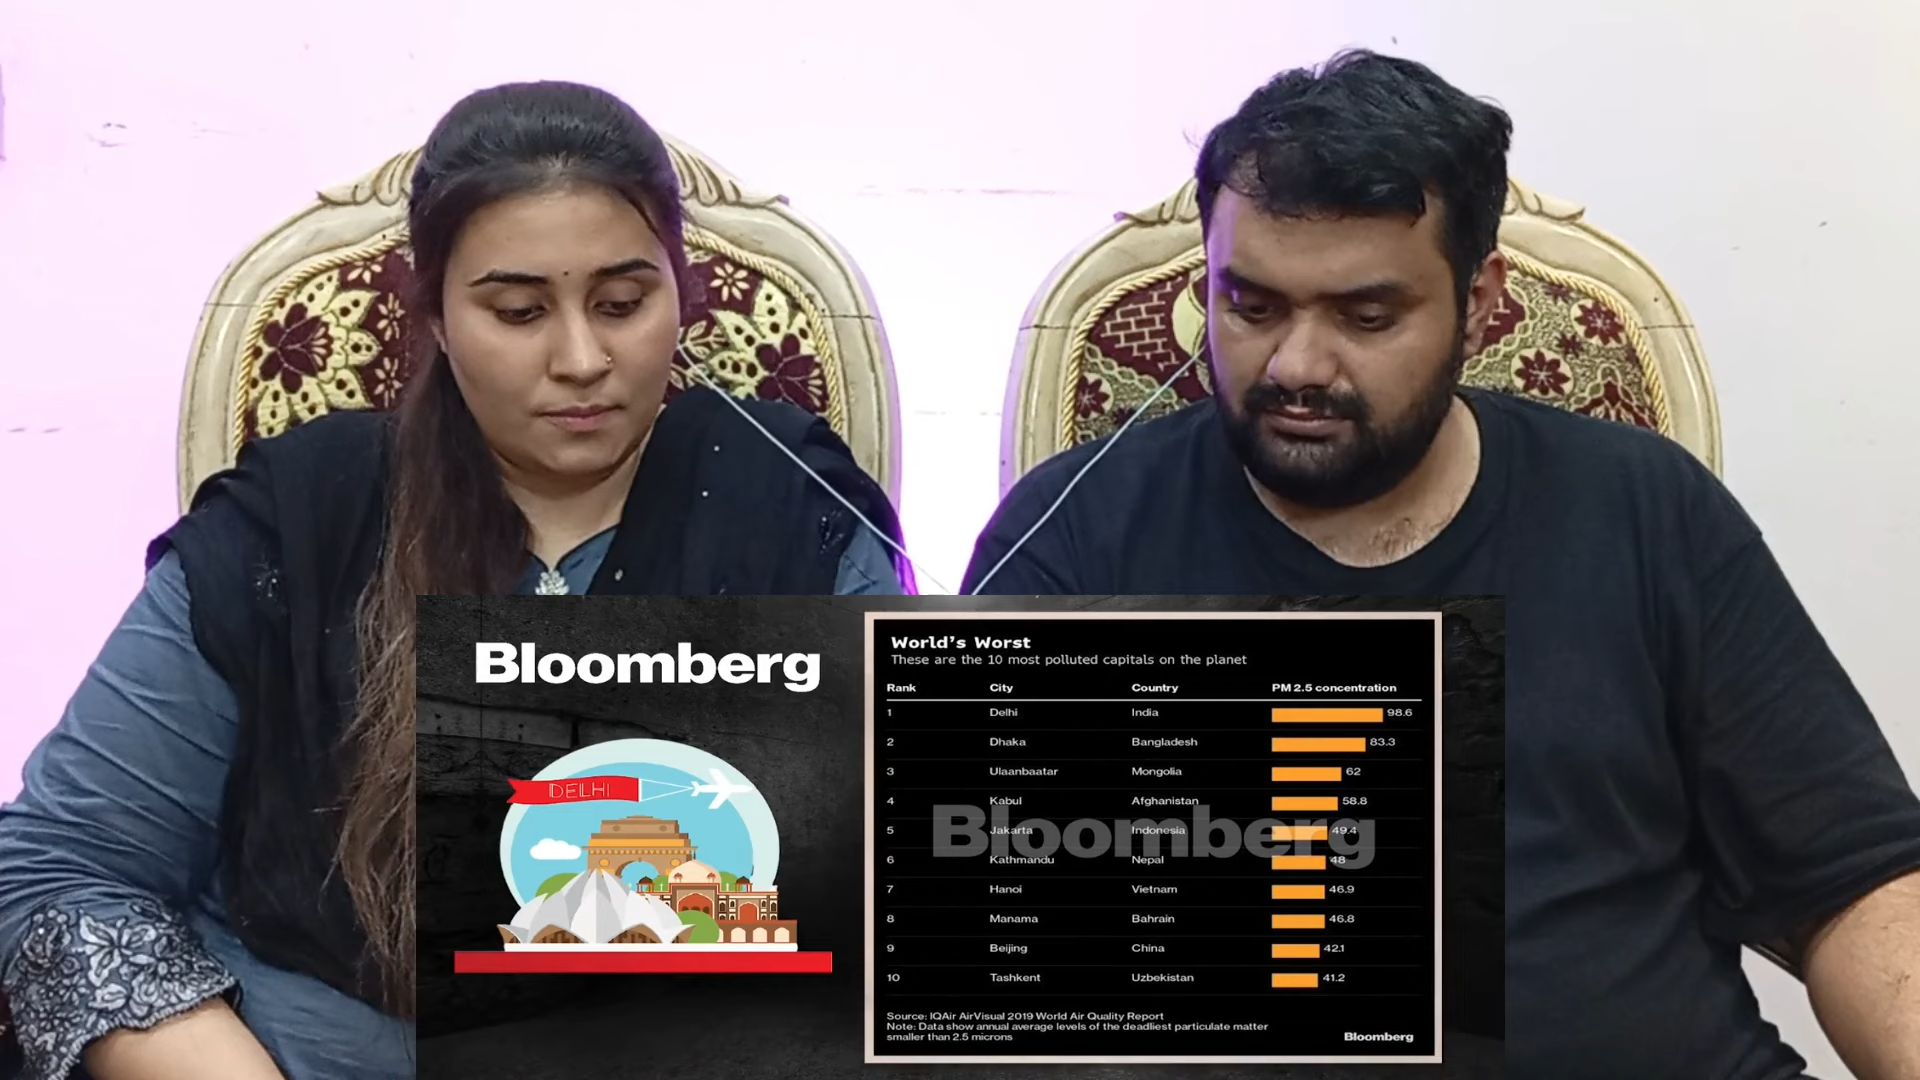 Bloomberg
DELHI
World's Worst
These are the 10 most polluted capitals on the planet
Rank City Country PM 2.5 concentration
1 Delhi India 98.6
2 Dhaka Bangladesh 83.3
3 Ulaanbaatar Mongolia 62
4 Kabul Afghanistan 58.8
5 Jakarta Indonesia 49.4
6 Kathmandu Nepal 48
7 Hanoi Vietnam 46.9
8 Manama Bahrain 46.8
9 Beijing China 42.1
10 Tashkent Uzbekistan 41.2
Bloomberg
Source: IQAir AirVisual 2019 World Air Quality Report
Note: Data show annual average levels of the deadliest particulate matter
smaller than 2.5 microns
Bloomberg